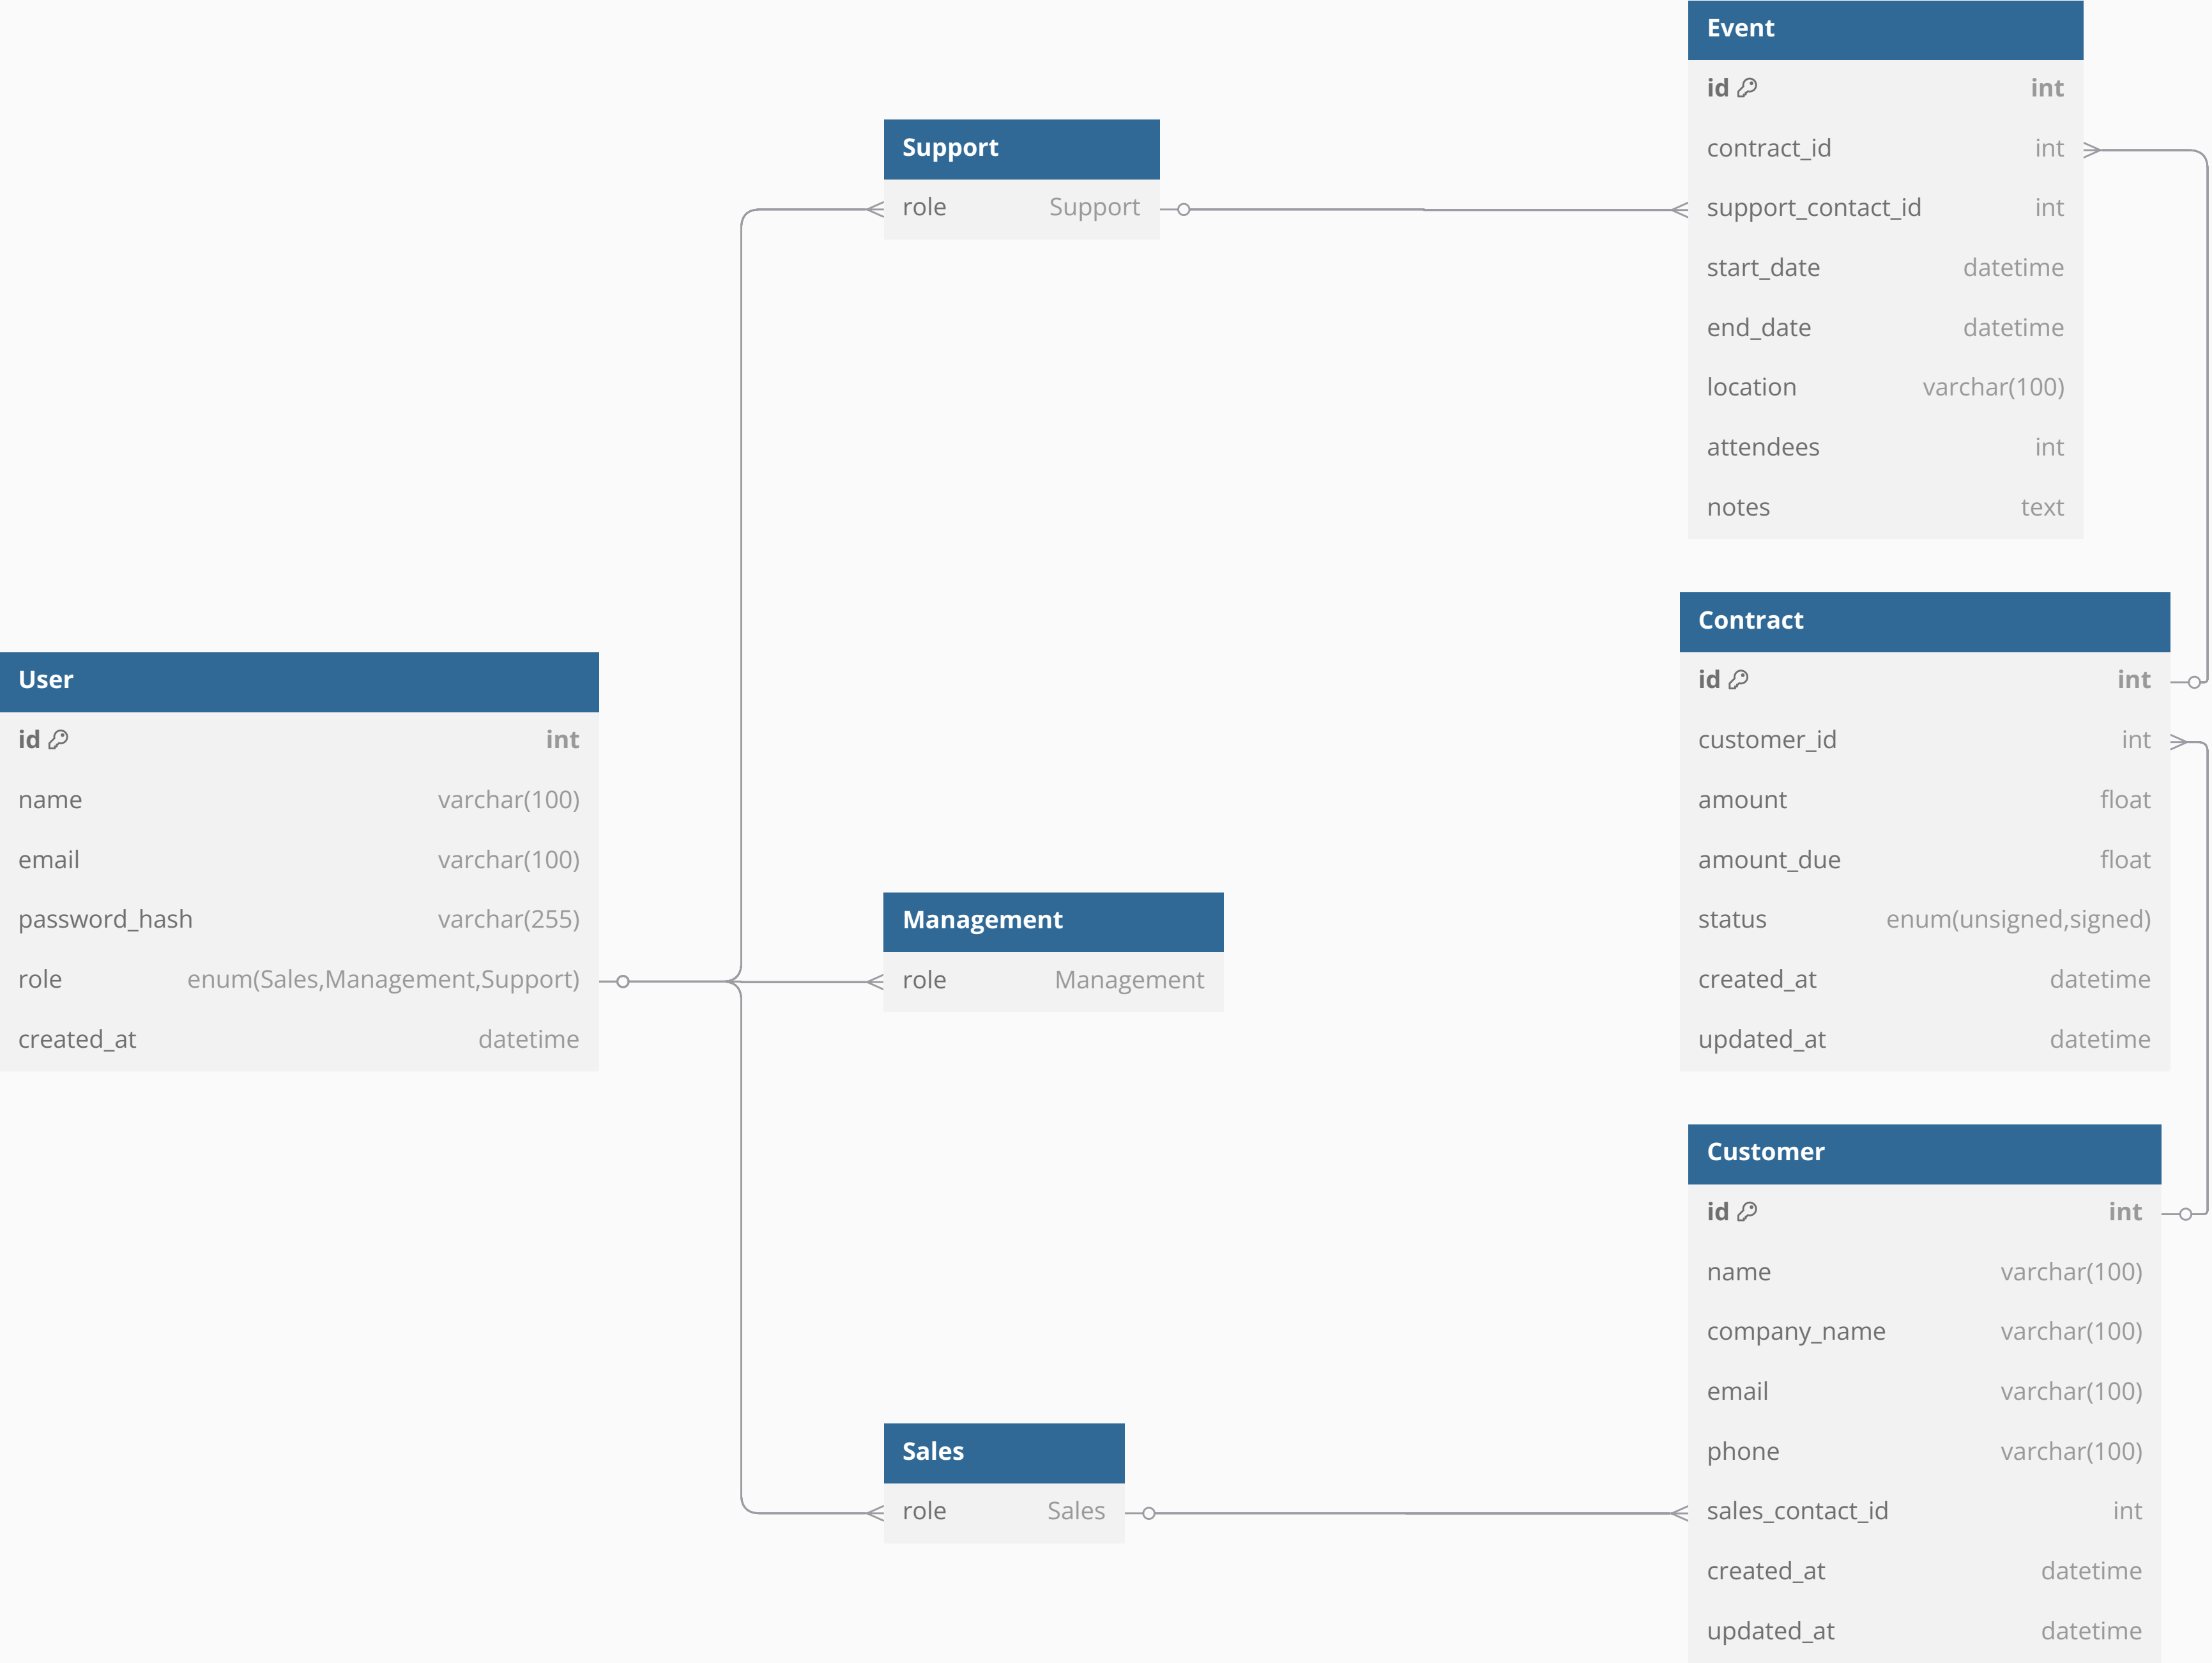 Event
id int
contract_id int
support_contact_id int
start_date datetime
end_date datetime
location varchar(100)
attendees int
notes text
Support
role Support
Contract
id int
customer_id int
amount float
amount_due float
status enum(unsigned,signed)
created_at datetime
updated_at datetime
User
id int
name varchar(100)
email varchar(100)
password_hash varchar(255)
role enum(Sales,Management,Support)
created_at datetime
Management
role Management
Customer
id int
name varchar(100)
company_name varchar(100)
email varchar(100)
phone varchar(100)
sales_contact_id int
created_at datetime
updated_at datetime
Sales
role Sales